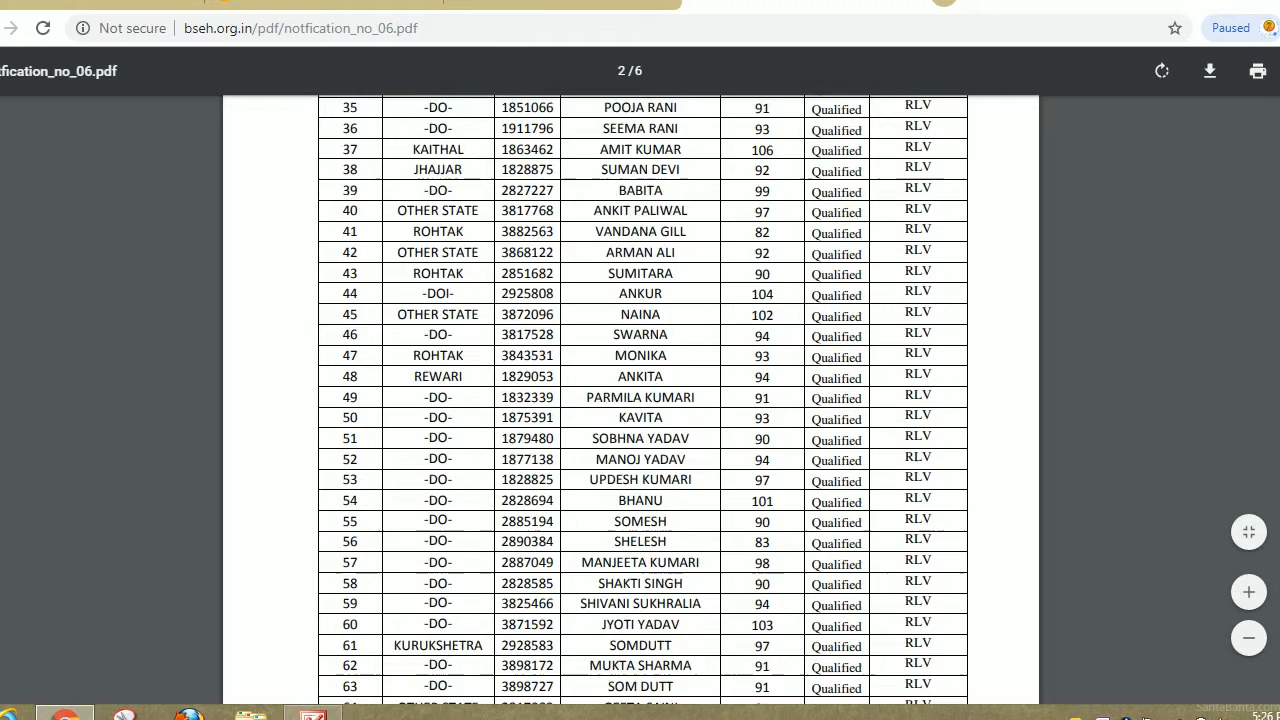 Not secure bseh.org.in/pdf/notfication_no_06.pdf Paused
fication_no_06.pdf 2 / 6
35 -DO- 1851066 POOJA RANI 91 Qualified RLV
36 -DO- 1911796 SEEMA RANI 93 Qualified RLV
37 KAITHAL 1863462 AMIT KUMAR 106 Qualified RLV
38 JHAJJAR 1828875 SUMAN DEVI 92 Qualified RLV
39 -DO- 2827227 BABITA 99 Qualified RLV
40 OTHER STATE 3817768 ANKIT PALIWAL 97 Qualified RLV
41 ROHTAK 3882563 VANDANA GILL 82 Qualified RLV
42 OTHER STATE 3868122 ARMAN ALI 92 Qualified RLV
43 ROHTAK 2851682 SUMITARA 90 Qualified RLV
44 -DOI- 2925808 ANKUR 104 Qualified RLV
45 OTHER STATE 3872096 NAINA 102 Qualified RLV
46 -DO- 3817528 SWARNA 94 Qualified RLV
47 ROHTAK 3843531 MONIKA 93 Qualified RLV
48 REWARI 1829053 ANKITA 94 Qualified RLV
49 -DO- 1832339 PARMILA KUMARI 91 Qualified RLV
50 -DO- 1875391 KAVITA 93 Qualified RLV
51 -DO- 1879480 SOBHNA YADAV 90 Qualified RLV
52 -DO- 1877138 MANOJ YADAV 94 Qualified RLV
53 -DO- 1828825 UPDESH KUMARI 97 Qualified RLV
54 -DO- 2828694 BHANU 101 Qualified RLV
55 -DO- 2885194 SOMESH 90 Qualified RLV
56 -DO- 2890384 SHELESH 83 Qualified RLV
57 -DO- 2887049 MANJEETA KUMARI 98 Qualified RLV
58 -DO- 2828585 SHAKTI SINGH 90 Qualified RLV
59 -DO- 3825466 SHIVANI SUKHRALIA 94 Qualified RLV
60 -DO- 3871592 JYOTI YADAV 103 Qualified RLV
61 KURUKSHETRA 2928583 SOMDUTT 97 Qualified RLV
62 -DO- 3898172 MUKTA SHARMA 91 Qualified RLV
63 -DO- 3898727 SOM DUTT 91 Qualified RLV
SantaBanta.com
5:26